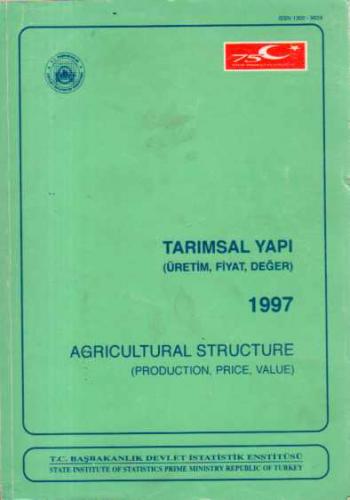 75
TARIMSAL YAPI
(ÜRETİM, FİYAT, DEĞER)
1997
AGRICULTURAL STRUCTURE
(PRODUCTION, PRICE, VALUE)
T.C. BAŞBAKANLIK DEVLET İSTATİSTİK ENSTİTÜSÜ
STATE INSTITUTE OF STATISTICS PRIME MINISTRY REPUBLIC OF TURKEY